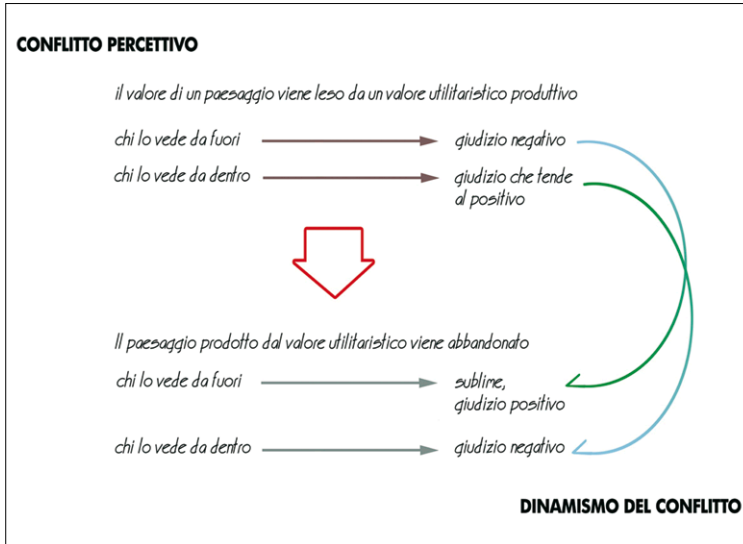 CONFLITTO PERCETTIVO
il valore di un paesaggio viene leso da un valore utilitaristico produttivo
chi lo vede da fuori giudizio negativo
chi lo vede da dentro giudizio che tende
al positivo
Il paesaggio prodotto dal valore utilitaristico viene abbandonato
chi lo vede da fuori sublime,
giudizio positivo
chi lo vede da dentro giudizio negativo
DINAMISMO DEL CONFLITTO